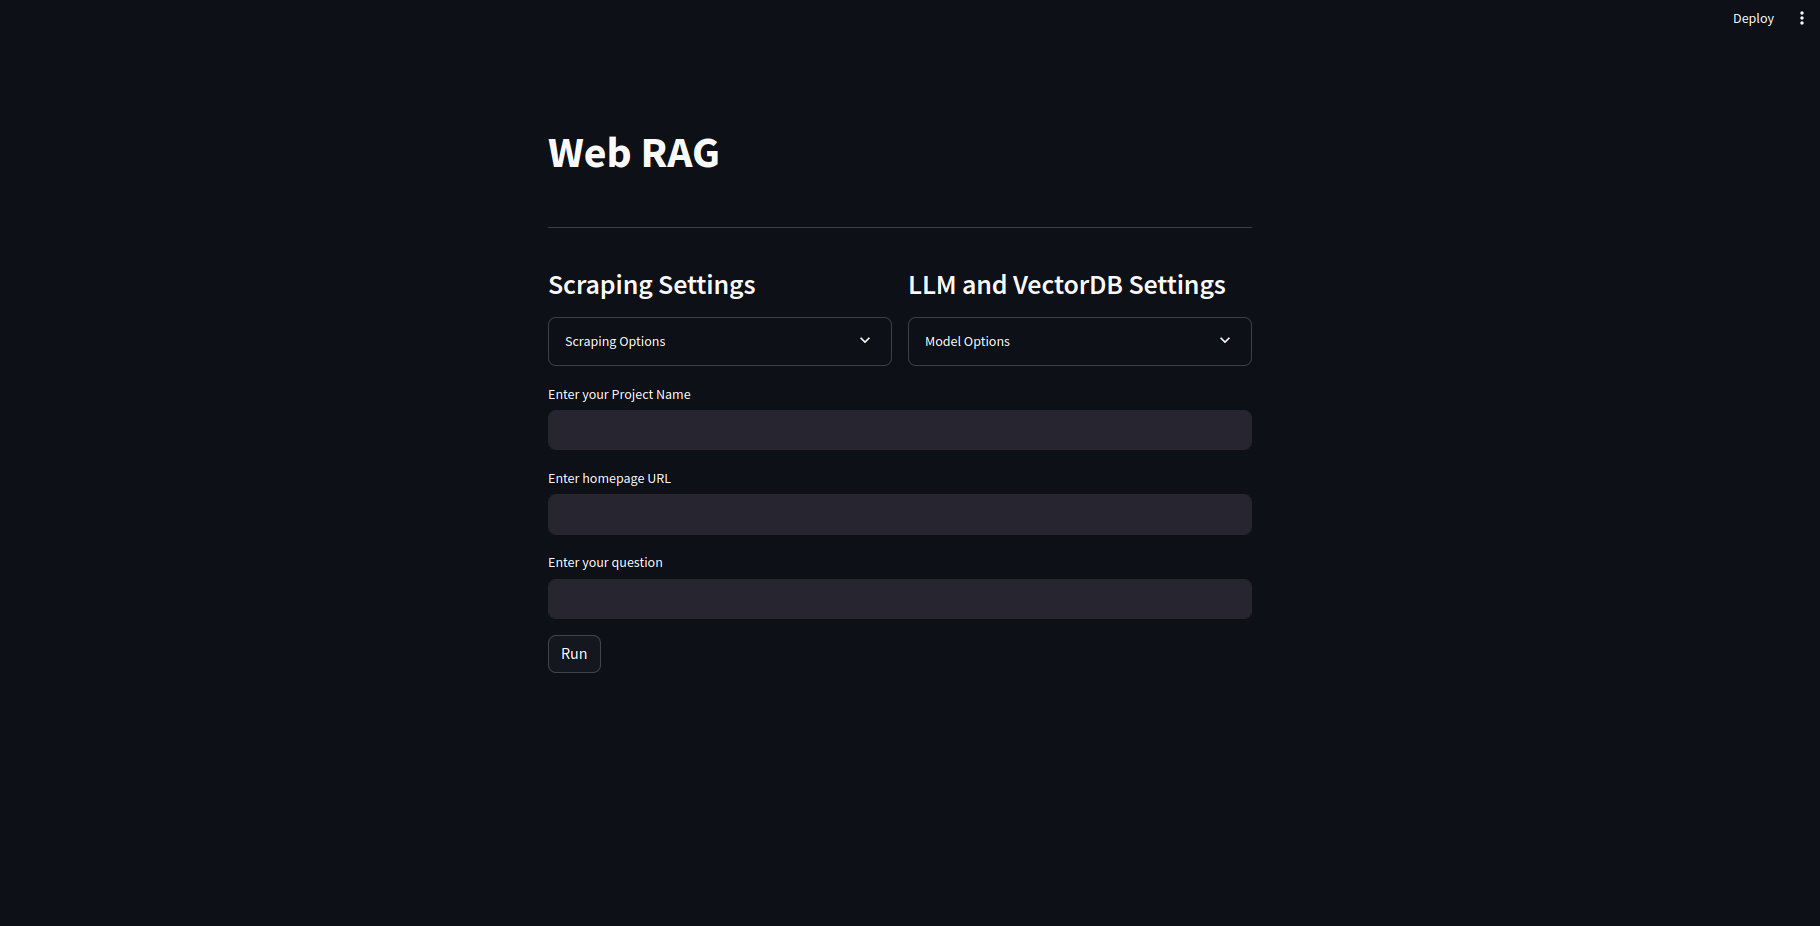 Deploy
Web RAG
Scraping Settings
LLM and VectorDB Settings
Scraping Options
Model Options
Enter your Project Name
Enter homepage URL
Enter your question
Run